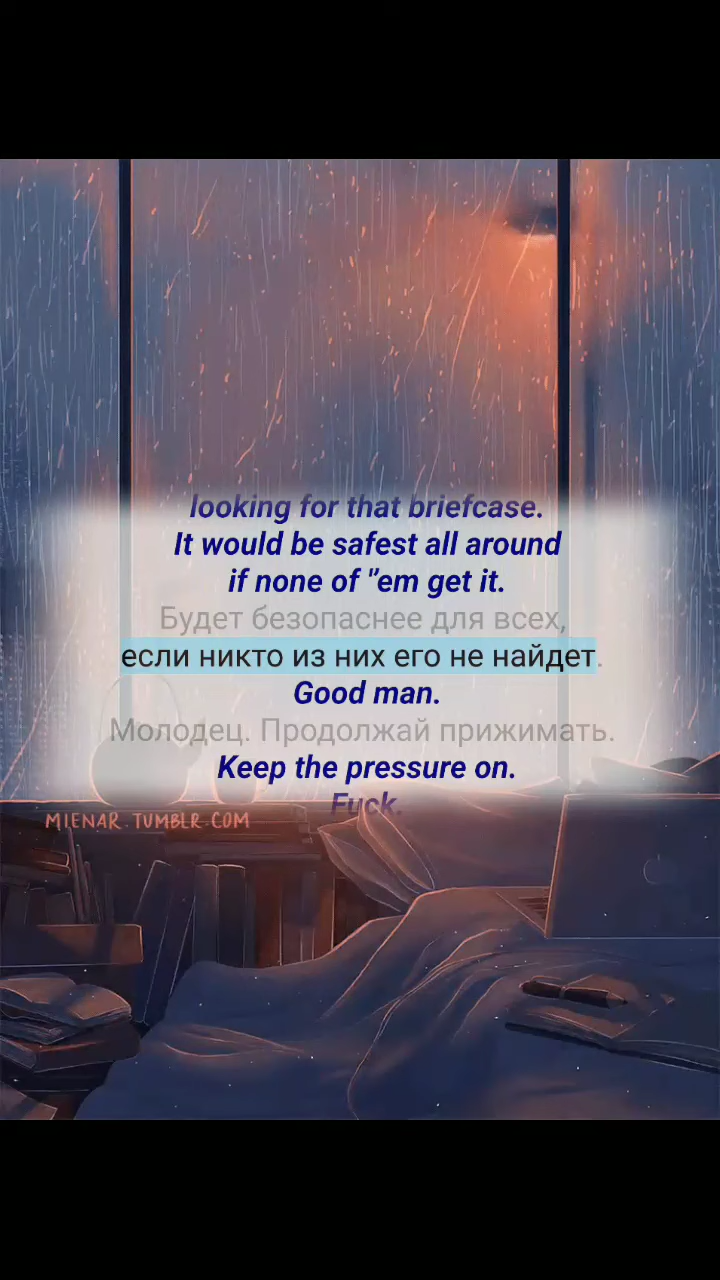 looking for that briefcase.
It would be safest all around
if none of "em get it.
Будет безопаснее для всех,
если никто из них его не найдет.
Good man.
Молодец. Продолжай прижимать.
Keep the pressure on.
Fuck.
MIENAR.TUMBLR.COM